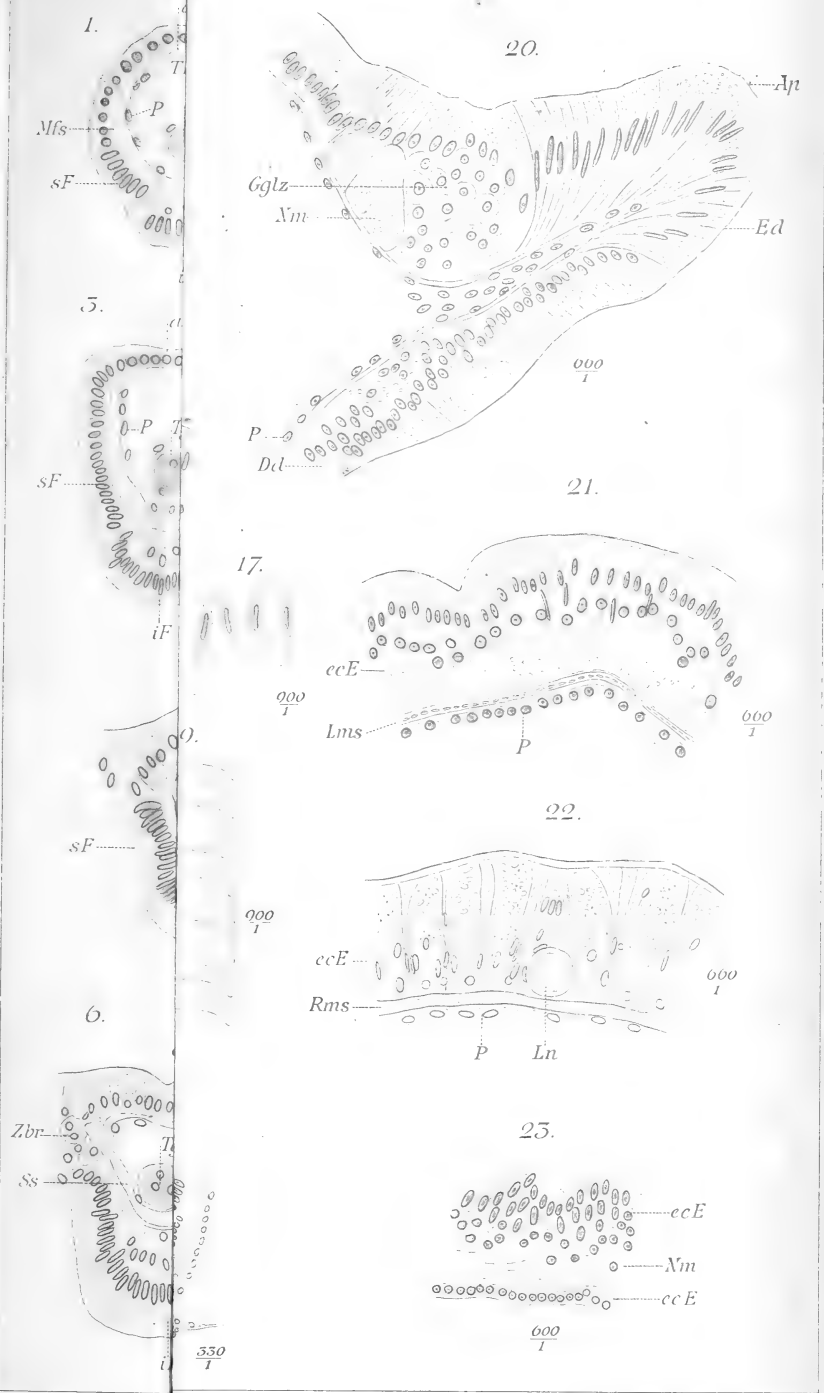 1.
T
P
Mfs
sF
3.
P
T
sF
iF
9.
sF
6.
Zbr
T
Ss
i
330
1
17.
900
1
900
1
20.
Ap
Gglz
Nm
Ed
660
1
P
Dd
21.
ecE
Lms
P
660
1
22.
ecE
Rms
P
Ln
660
1
23.
ecE
Nm
ecE
600
1